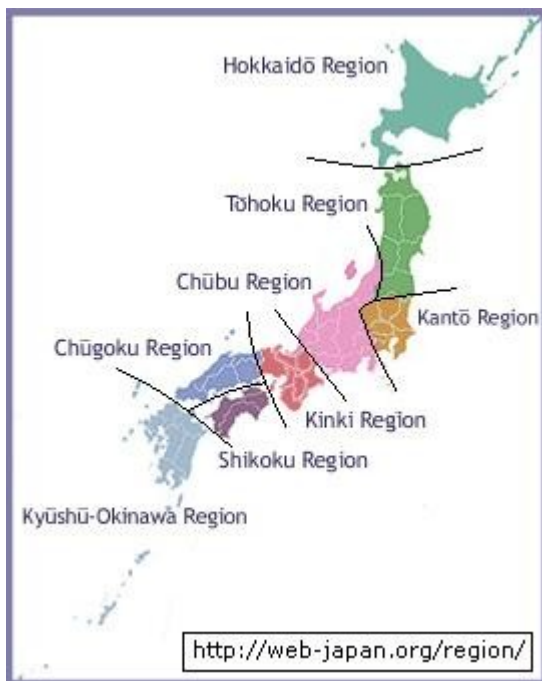 Hokkaidō Region
Tōhoku Region
Chūbu Region
Kantō Region
Chūgoku Region
Kinki Region
Shikoku Region
Kyūshū-Okinawa Region
http://web-japan.org/region/